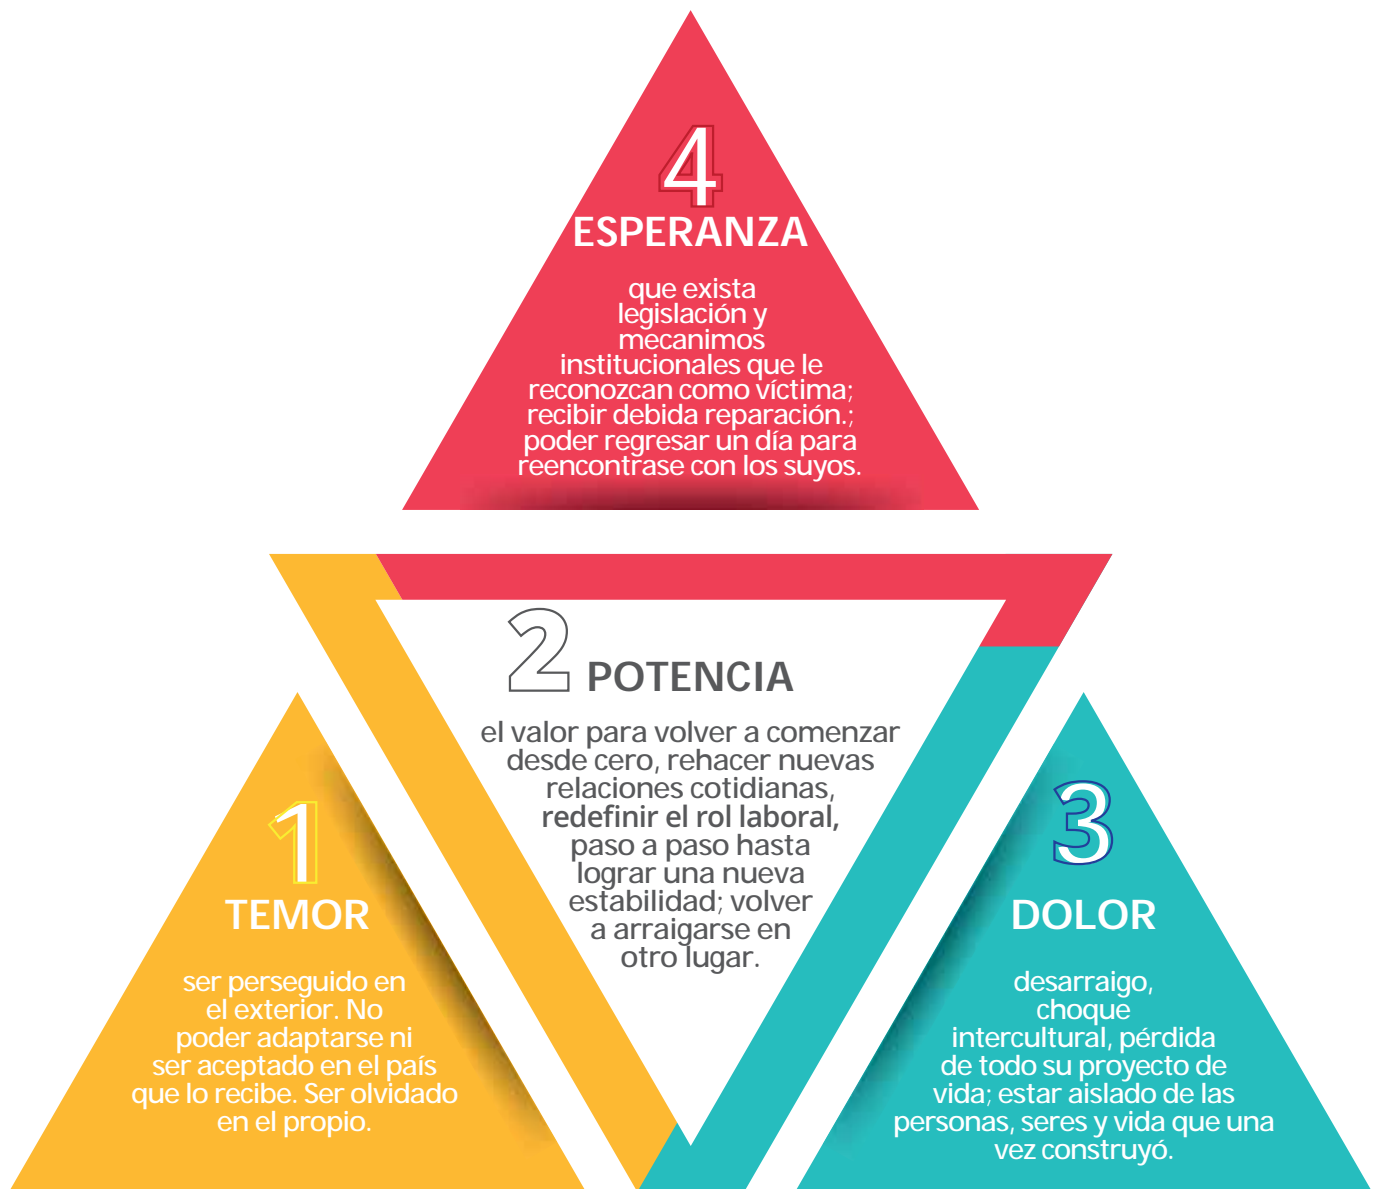 4
ESPERANZA
que exista
legislación y
mecanimos
institucionales que le
reconozcan como víctima;
recibir debida reparación.;
poder regresar un día para
reencontrase con los suyos.
2 POTENCIA
el valor para volver a comenzar
desde cero, rehacer nuevas
relaciones cotidianas,
redefinir el rol laboral,
paso a paso hasta
lograr una nueva
estabilidad; volver
a arraigarse en
otro lugar.
1
TEMOR
ser perseguido en
el exterior. No
poder adaptarse ni
ser aceptado en el país
que lo recibe. Ser olvidado
en el propio.
3
DOLOR
desarraigo,
choque
intercultural, pérdida
de todo su proyecto de
vida; estar aislado de las
personas, seres y vida que una
vez construyó.